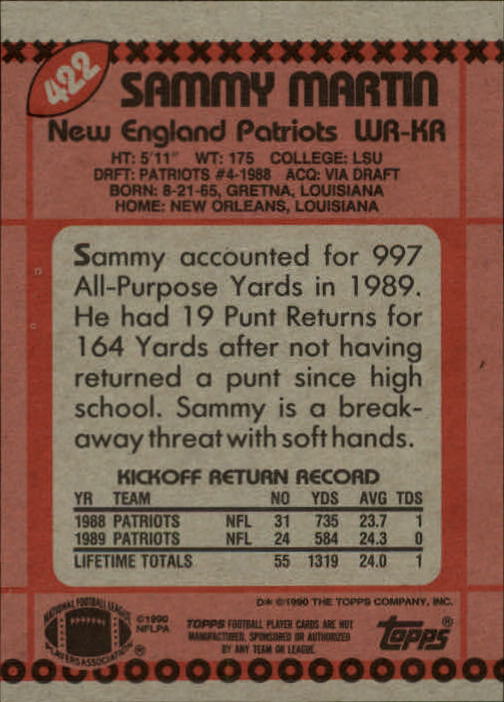 422
SAMMY MARTIN
New England Patriots WR-KR
HT: 5'11" WT: 175 COLLEGE: LSU
DRFT: PATRIOTS #4-1988 ACQ: VIA DRAFT
BORN: 8-21-65, GRETNA, LOUISIANA
HOME: NEW ORLEANS, LOUISIANA
Sammy accounted for 997
All-Purpose Yards in 1989.
He had 19 Punt Returns for
164 Yards after not having
returned a punt since high
school. Sammy is a break-
away threat with soft hands.
KICKOFF RETURN RECORD
YR TEAM NO YDS AVG TDS
1988 PATRIOTS NFL 31 735 23.7 1
1989 PATRIOTS NFL 24 584 24.3 0
LIFETIME TOTALS 55 1319 24.0 1
D* ©1990 THE TOPPS COMPANY, INC.
NATIONAL FOOTBALL LEAGUE
PLAYERS ASSOCIATION ®
©1990
NFLPA
TOPPS FOOTBALL PLAYER CARDS ARE NOT
MANUFACTURED, SPONSORED OR AUTHORIZED
BY ANY TEAM OR LEAGUE.
topps®